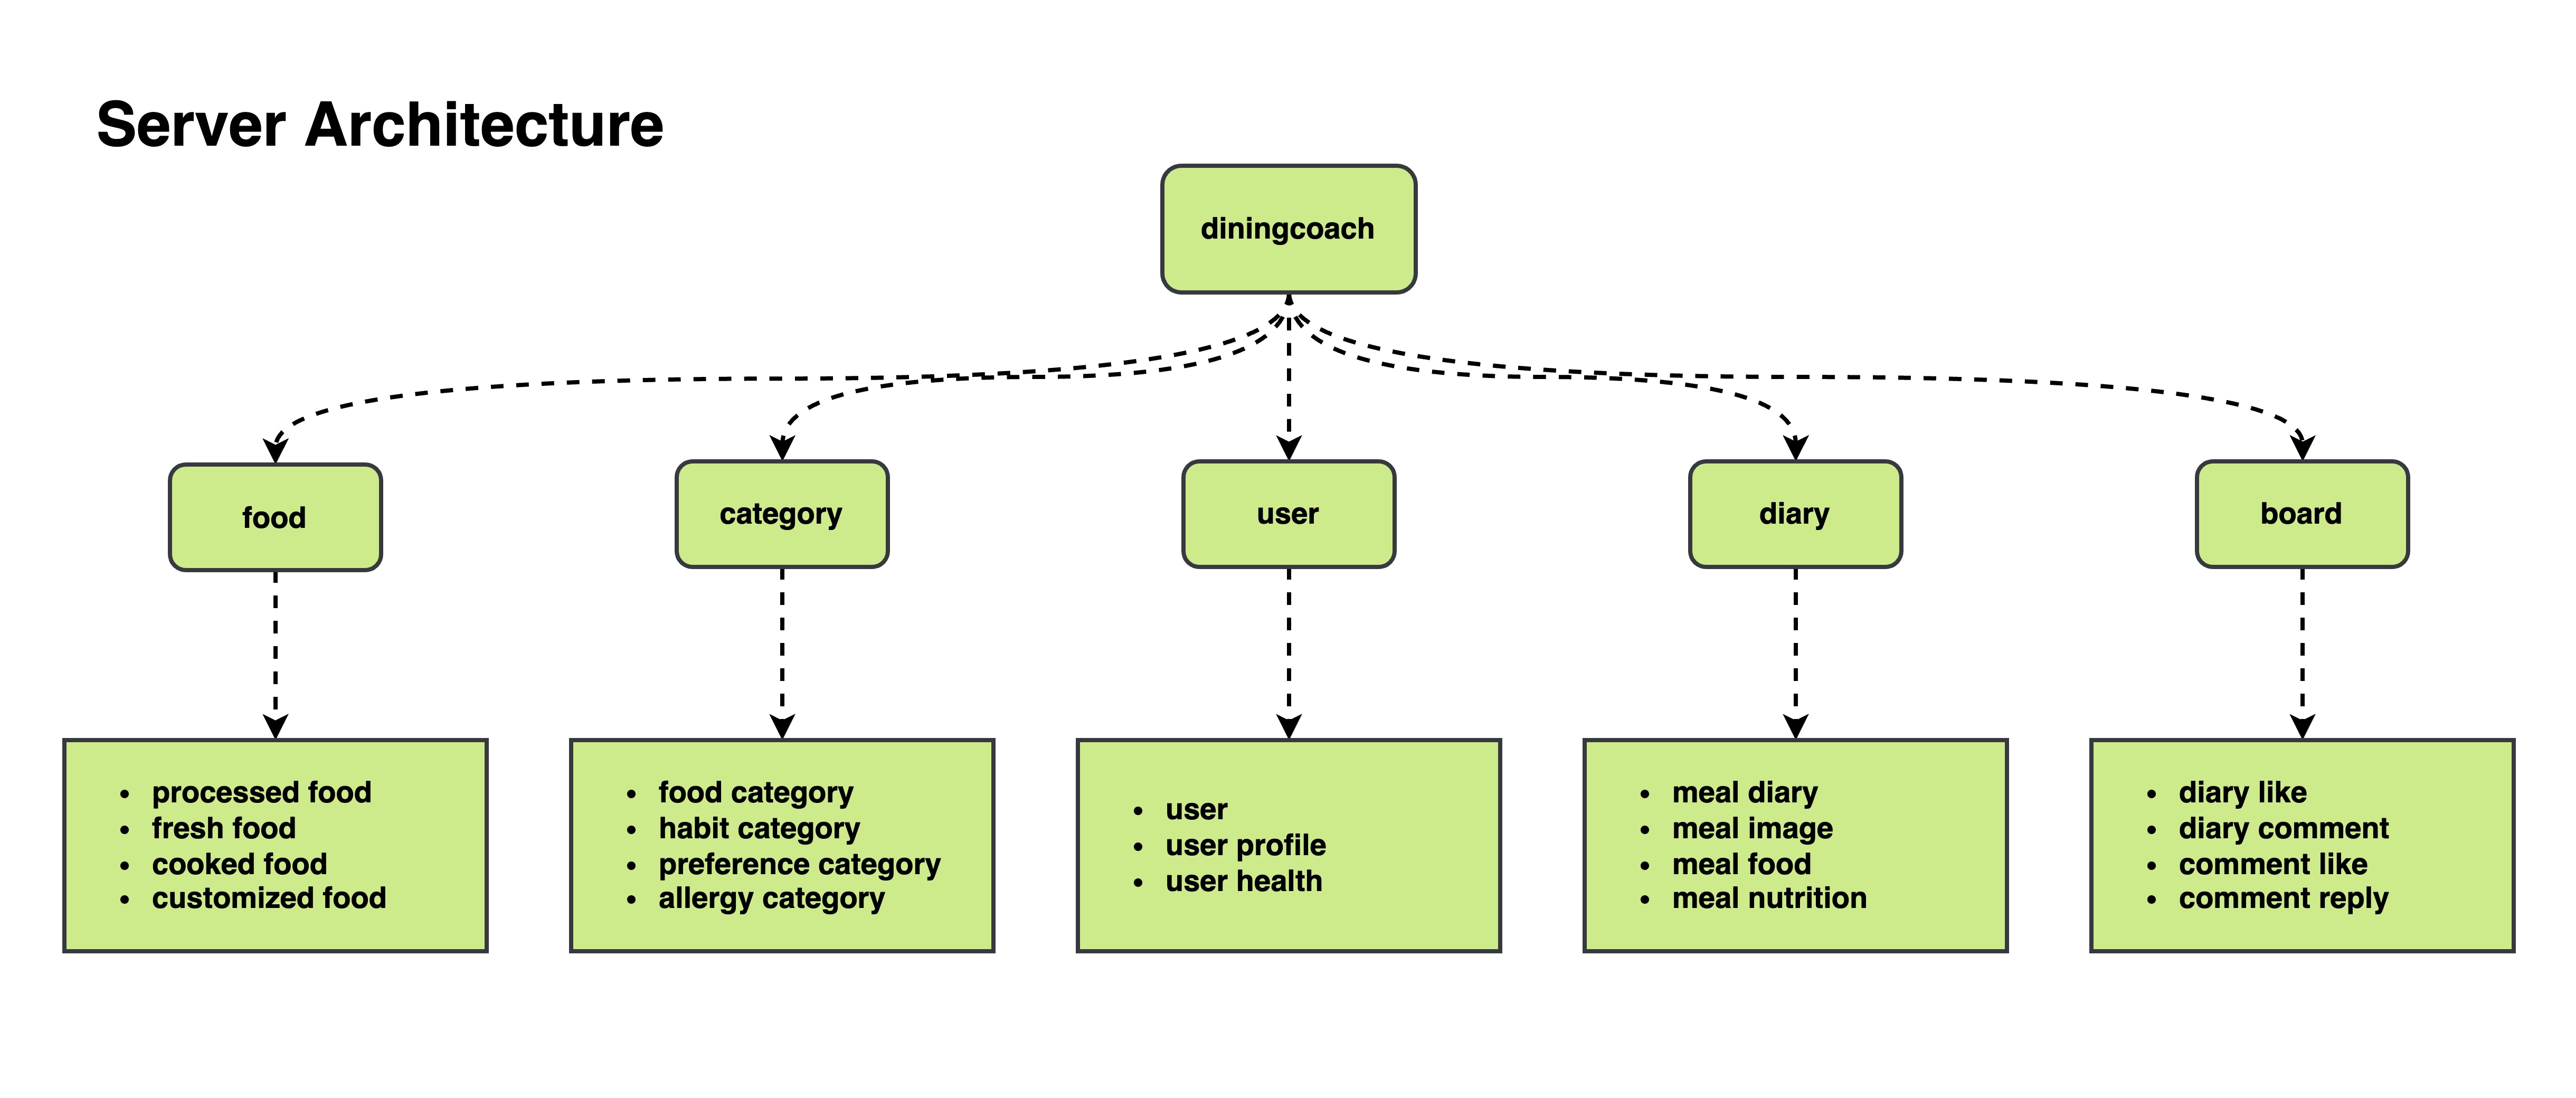 Server Architecture
diningcoach
food
category
user
diary
board
• processed food
• fresh food
• cooked food
• customized food
• food category
• habit category
• preference category
• allergy category
• user
• user profile
• user health
• meal diary
• meal image
• meal food
• meal nutrition
• diary like
• diary comment
• comment like
• comment reply